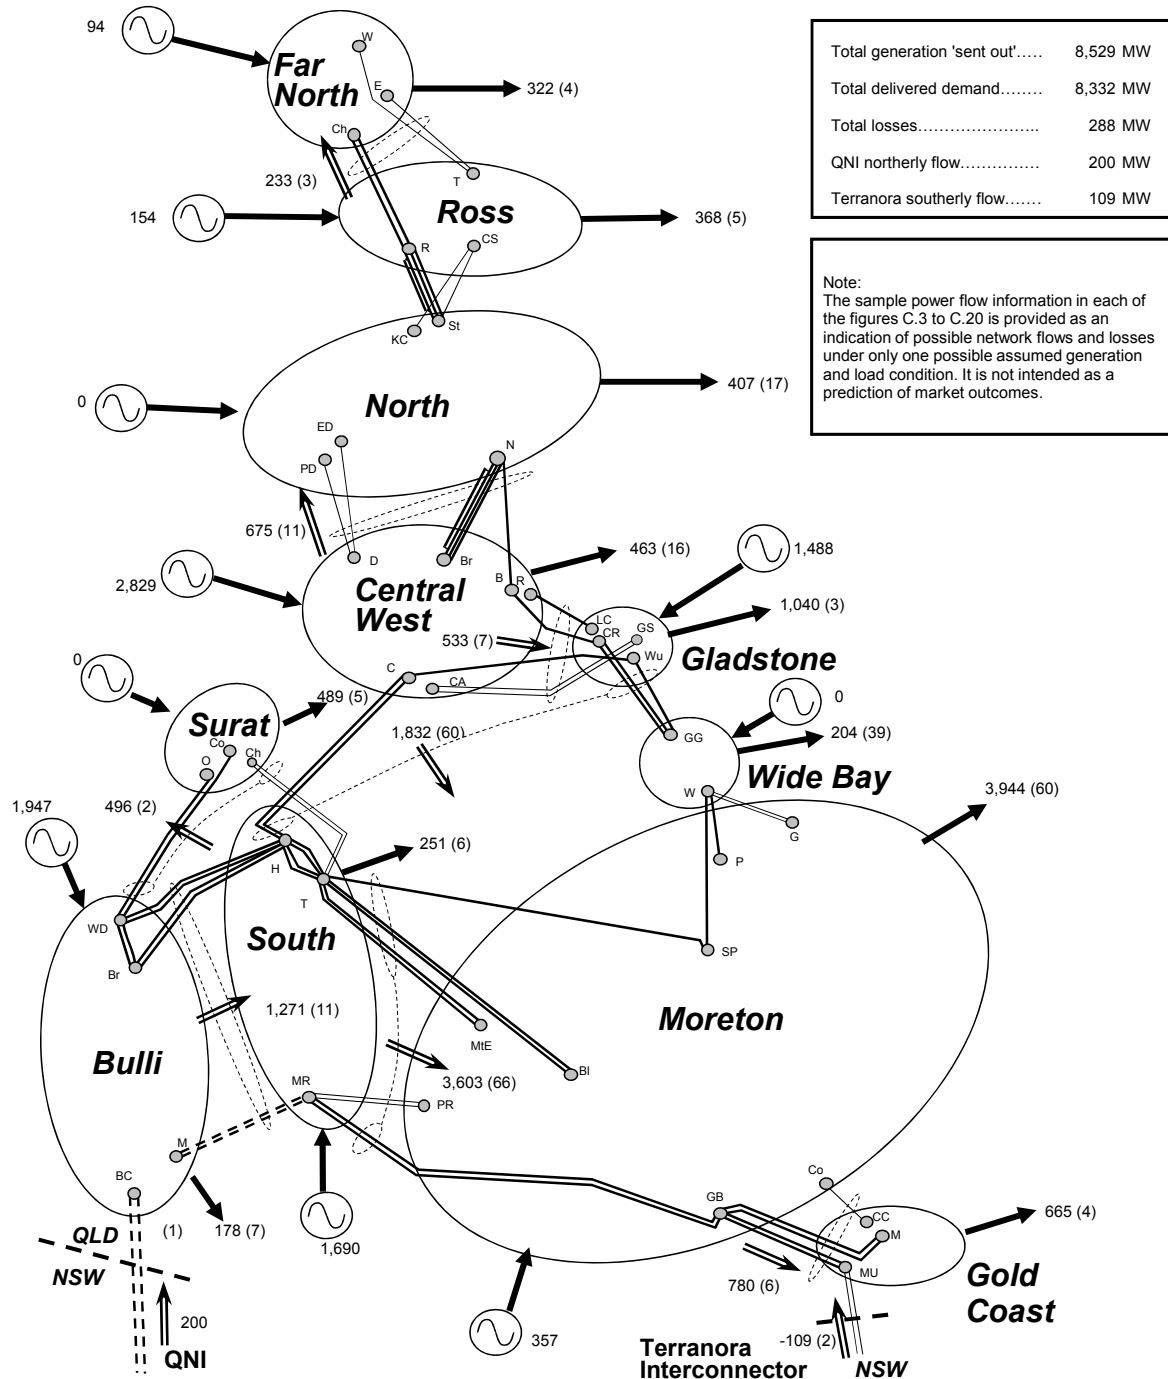 94
W
Far
North
E
322 (4)
Ch
233 (3)
T
154
Ross
368 (5)
R
CS
St
KC
Total generation 'sent out'..... 8,529 MW
Total delivered demand........ 8,332 MW
Total losses..................... 288 MW
QNI northerly flow.............. 200 MW
Terranora southerly flow....... 109 MW
Note:
The sample power flow information in each of
the figures C.3 to C.20 is provided as an
indication of possible network flows and losses
under only one possible assumed generation
and load condition. It is not intended as a
prediction of market outcomes.
0
North
407 (17)
ED
PD
N
675 (11)
D
Br
463 (16)
1,488
2,829
Central
West
B
R
LC
CR
GS
1,040 (3)
533 (7)
Wu
Gladstone
C
CA
0
Surat
489 (5)
1,832 (60)
0
204 (39)
GG
Wide Bay
Co
Ch
O
1,947
496 (2)
W
G
3,944 (60)
P
251 (6)
H
T
WD
South
SP
Br
1,271 (11)
Moreton
Bulli
MtE
BI
3,603 (66)
MR
PR
M
BC
QLD
(1)
178 (7)
NSW
1,690
200
QNI
357
Co
GB
CC
M
MU
665 (4)
780 (6)
Gold
Coast
-109 (2)
Terranora
Interconnector
NSW